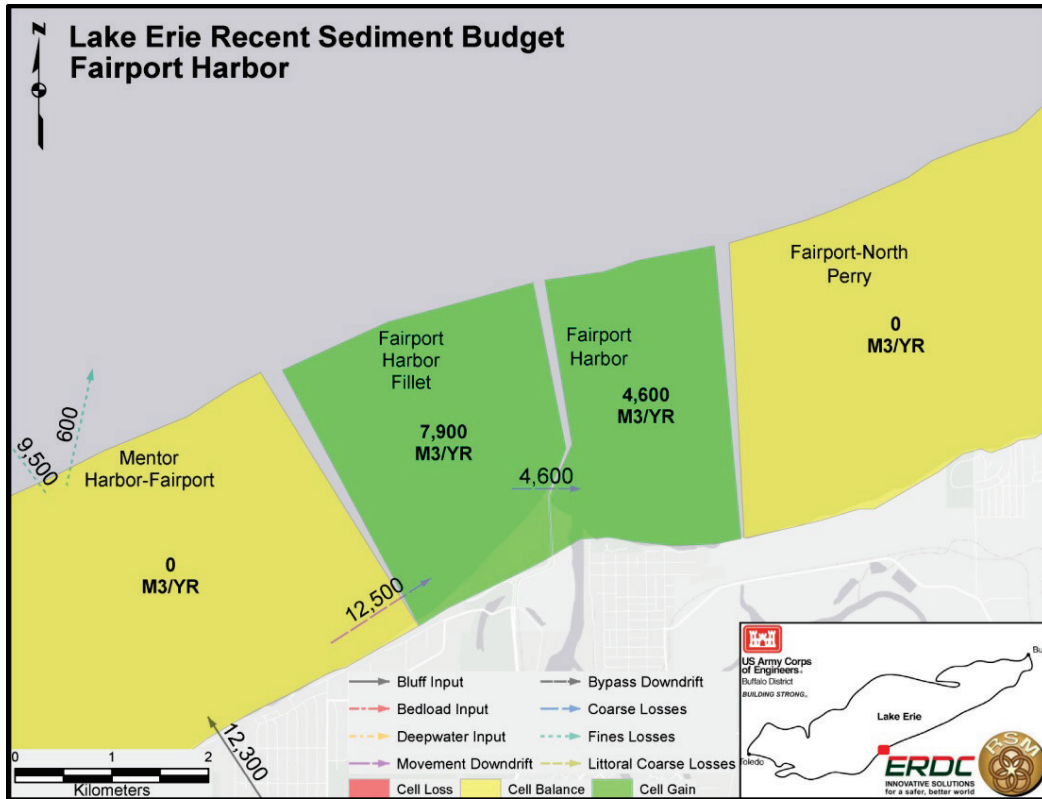 N
Lake Erie Recent Sediment Budget
Fairport Harbor
Fairport-North
Perry
0
M3/YR
Fairport
Harbor
Fillet
7,900
M3/YR
Fairport
Harbor
4,600
M3/YR
4,600
600
9,500
Mentor
Harbor-Fairport
0
M3/YR
12,500
12,300
0 1 2
Kilometers
Bluff Input
Bypass Downdrift
Bedload Input
Coarse Losses
Deepwater Input
Fines Losses
Movement Downdrift
Littoral Coarse Losses
Cell Loss
Cell Balance
Cell Gain
US Army Corps
of Engineers®
Buffalo District
BUILDING STRONG®
Bu
Lake Erie
Toledo
ERDC
INNOVATIVE SOLUTIONS
for a safer, better world
RSM